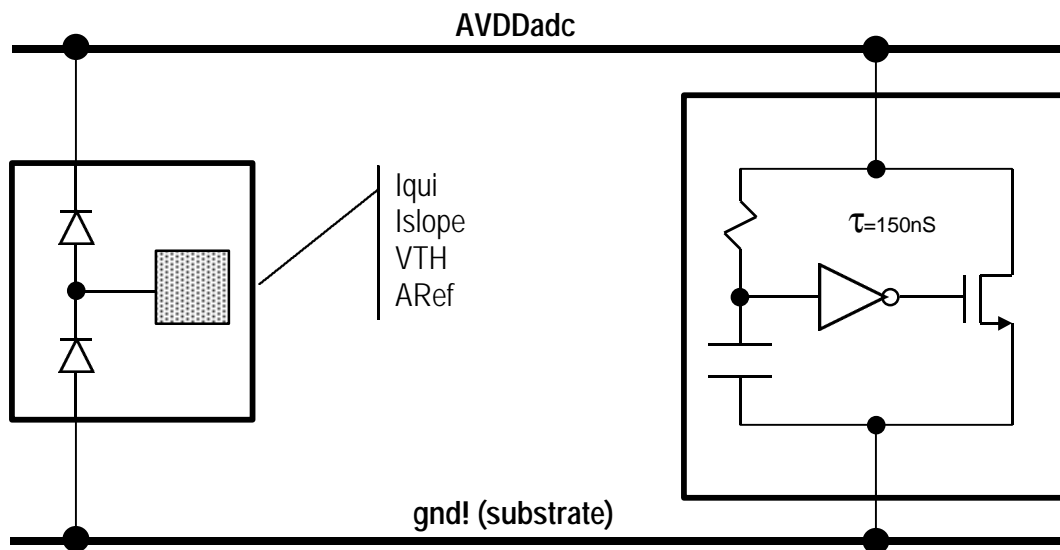 AVDDadc
Iqui
Islope
VTH
ARef
τ=150nS
gnd! (substrate)